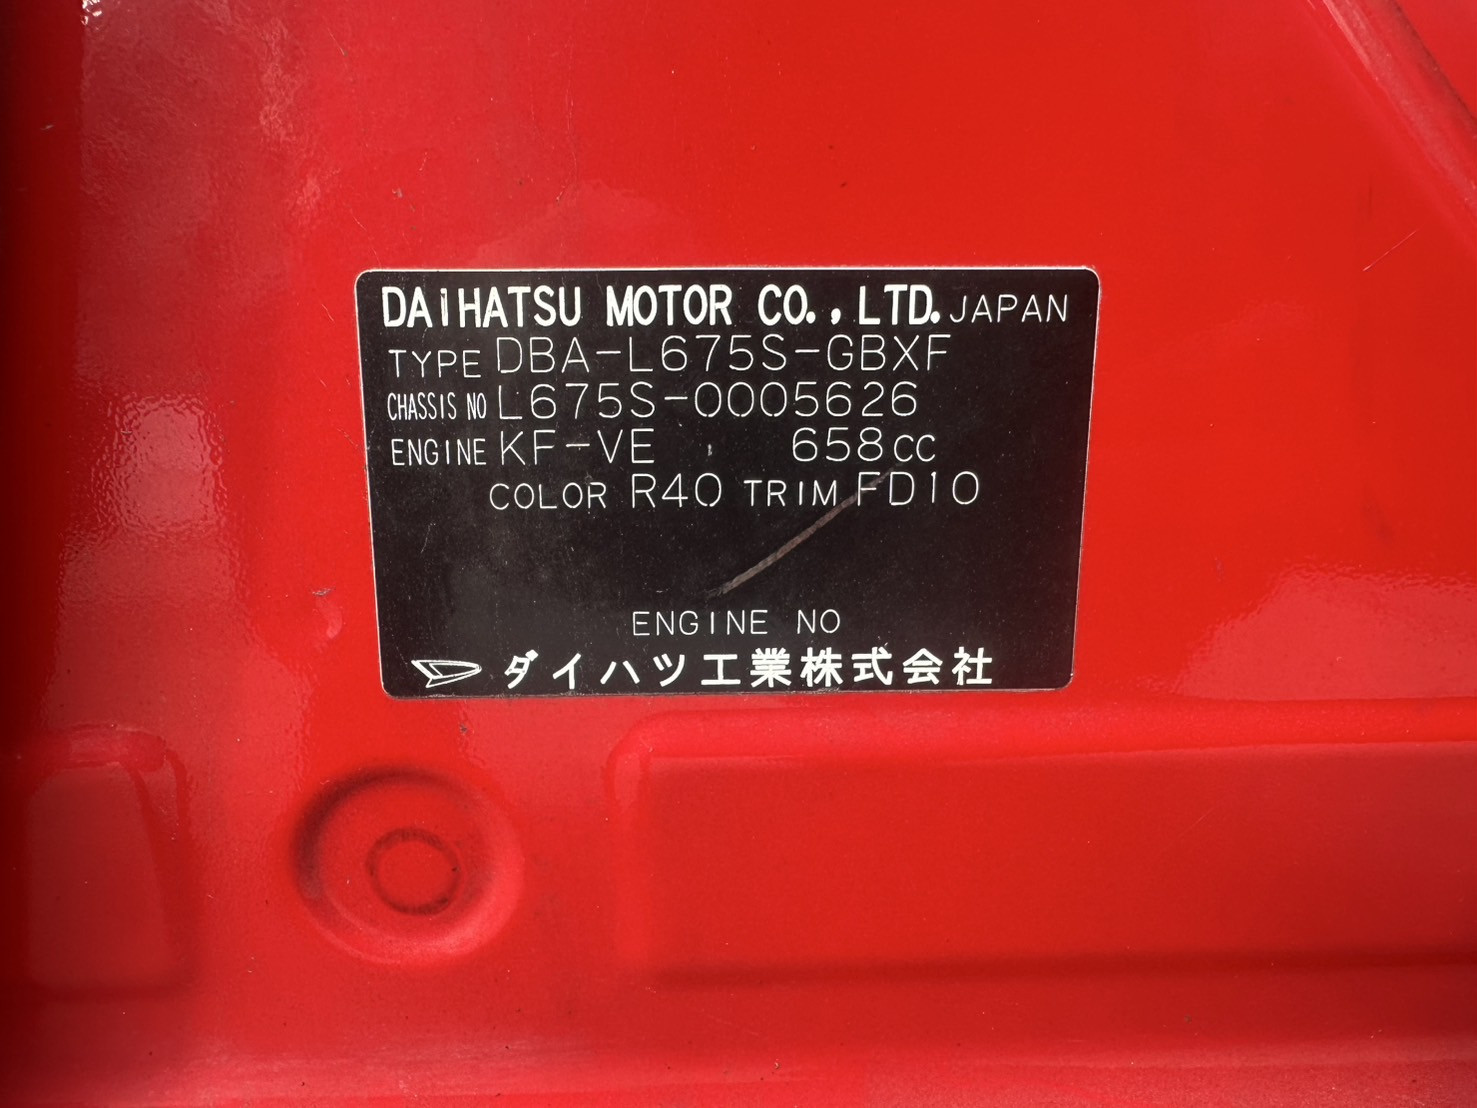 DAIHATSU MOTOR CO., LTD. JAPAN
TYPE DBA-L675S-GBXF
CHASSIS NO L675S-0005626
ENGINE KF-VE 658cc
COLOR R40 TRIM FD10
ENGINE NO
ダイハツ工業株式会社